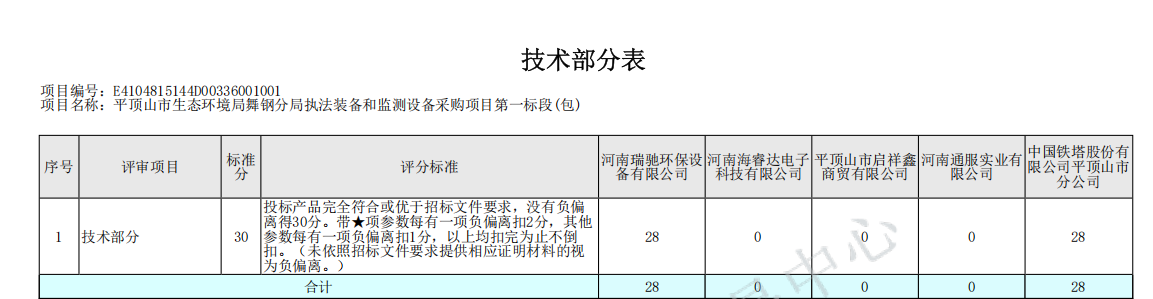 技术部分表
项目编号：E4104815144D00336001001
项目名称：平顶山市生态环境局舞钢分局执法装备和监测设备采购项目第一标段(包)
序号 评审项目 标准分 评分标准 河南瑞驰环保设备有限公司 河南海睿达电子科技有限公司 平顶山市启祥鑫商贸有限公司 河南通服实业有限公司 中国铁塔股份有限公司平顶山市分公司
1 技术部分 30 投标产品完全符合或优于招标文件要求，没有负偏
离得30分。带★项参数每有一项负偏离扣2分，其他
参数每有一项负偏离扣1分，以上均扣完为止不倒
扣。（未依照招标文件要求提供相应证明材料的视
为负偏离。） 28 0 0 0 28
合计 28 0 0 0 28
中心